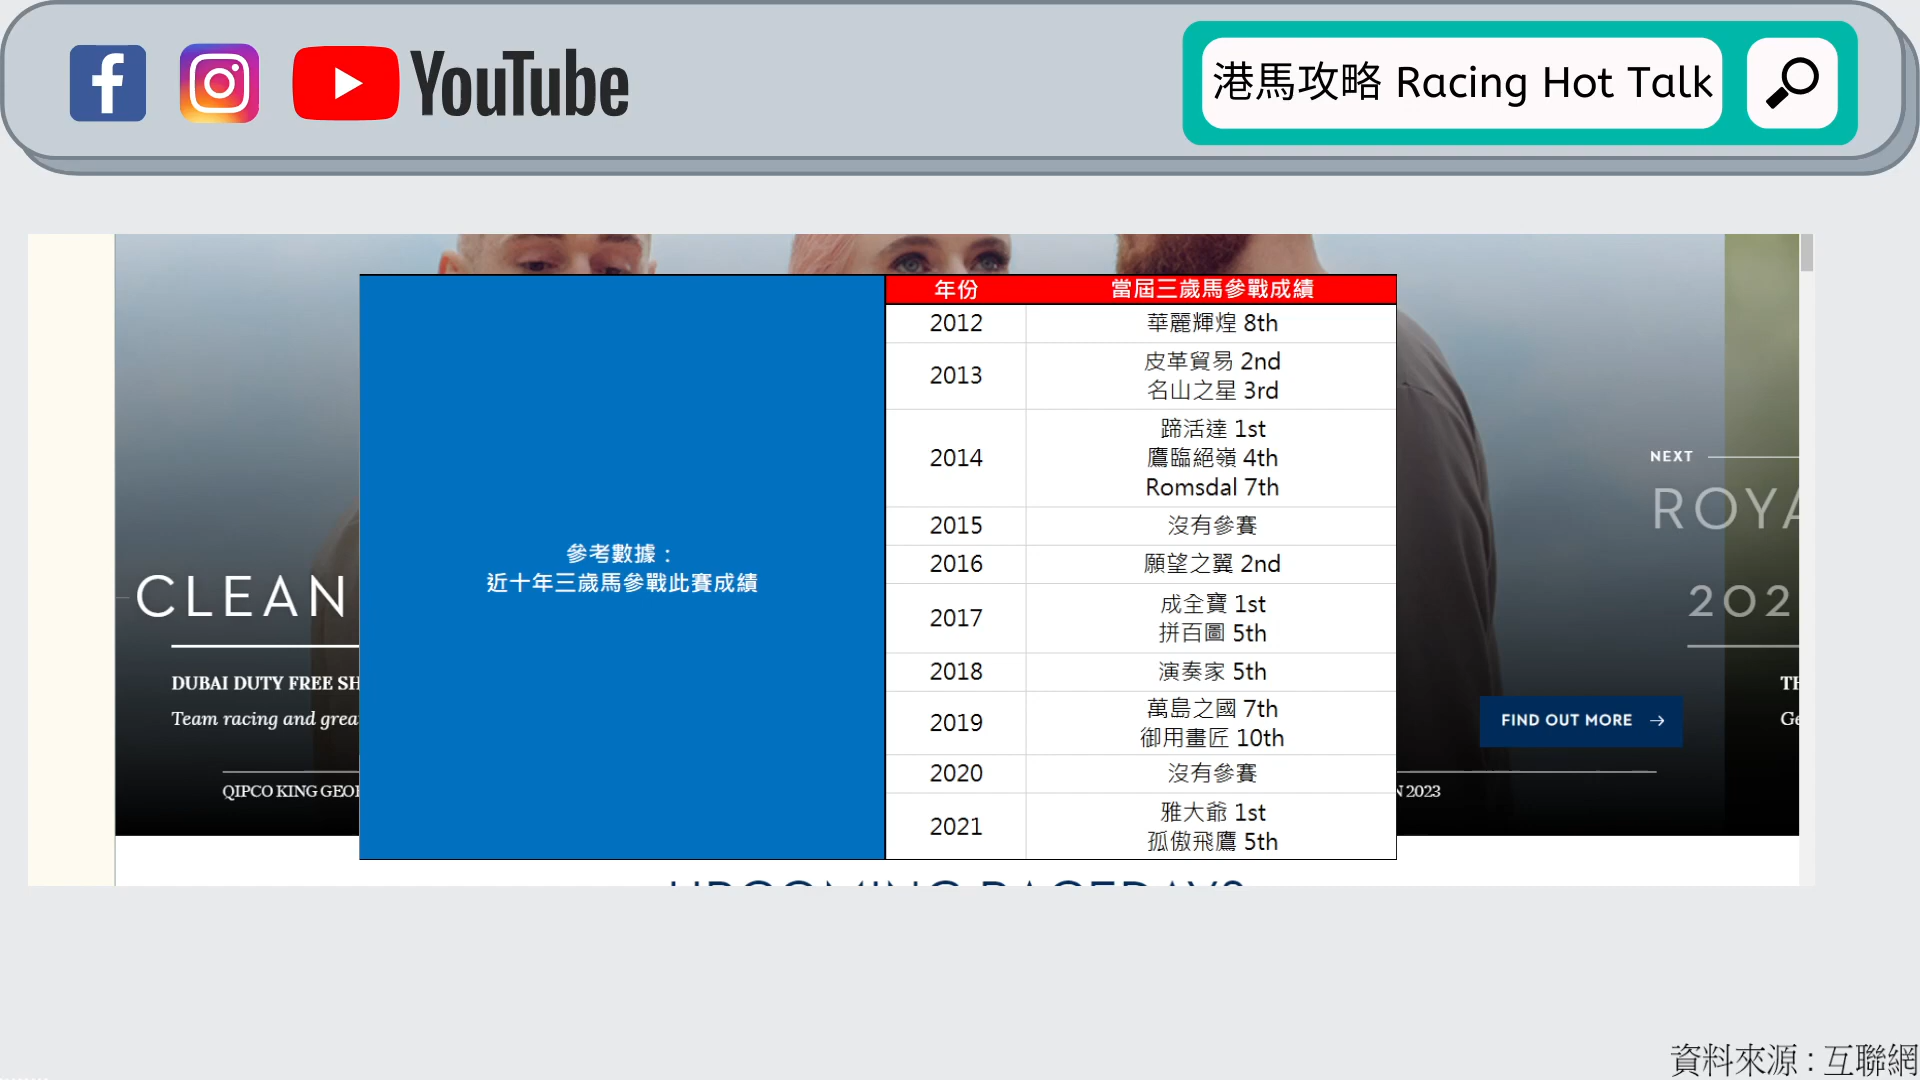 YouTube
港馬攻略 Racing Hot Talk
年份 當屆三歲馬參戰成績
2012 華麗輝煌 8th
2013 皮革貿易 2nd
名山之星 3rd
2014 蹄活達 1st
鷹臨絕嶺 4th
Romsdal 7th
2015 沒有參賽
2016 願望之翼 2nd
2017 成全寶 1st
拼百圖 5th
2018 演奏家 5th
2019 萬島之國 7th
御用畫匠 10th
2020 沒有參賽
2021 雅大爺 1st
孤傲飛鷹 5th
參考數據：
近十年三歲馬參戰此賽成績
CLEAN
DUBAI DUTY FREE SH
Team racing and grea
QIPCO KING GEOR
N 2023
NEXT
ROYA
202
TH
Ge
FIND OUT MORE →
UPCOMING RACEDAYS
資料來源 : 互聯網